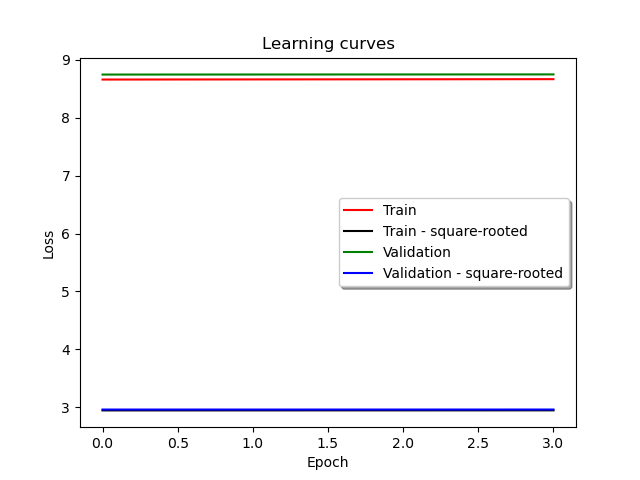 Learning curves
9
8
7
6
5
4
3
Loss
Train
Train - square-rooted
Validation
Validation - square-rooted
0.0 0.5 1.0 1.5 2.0 2.5 3.0
Epoch